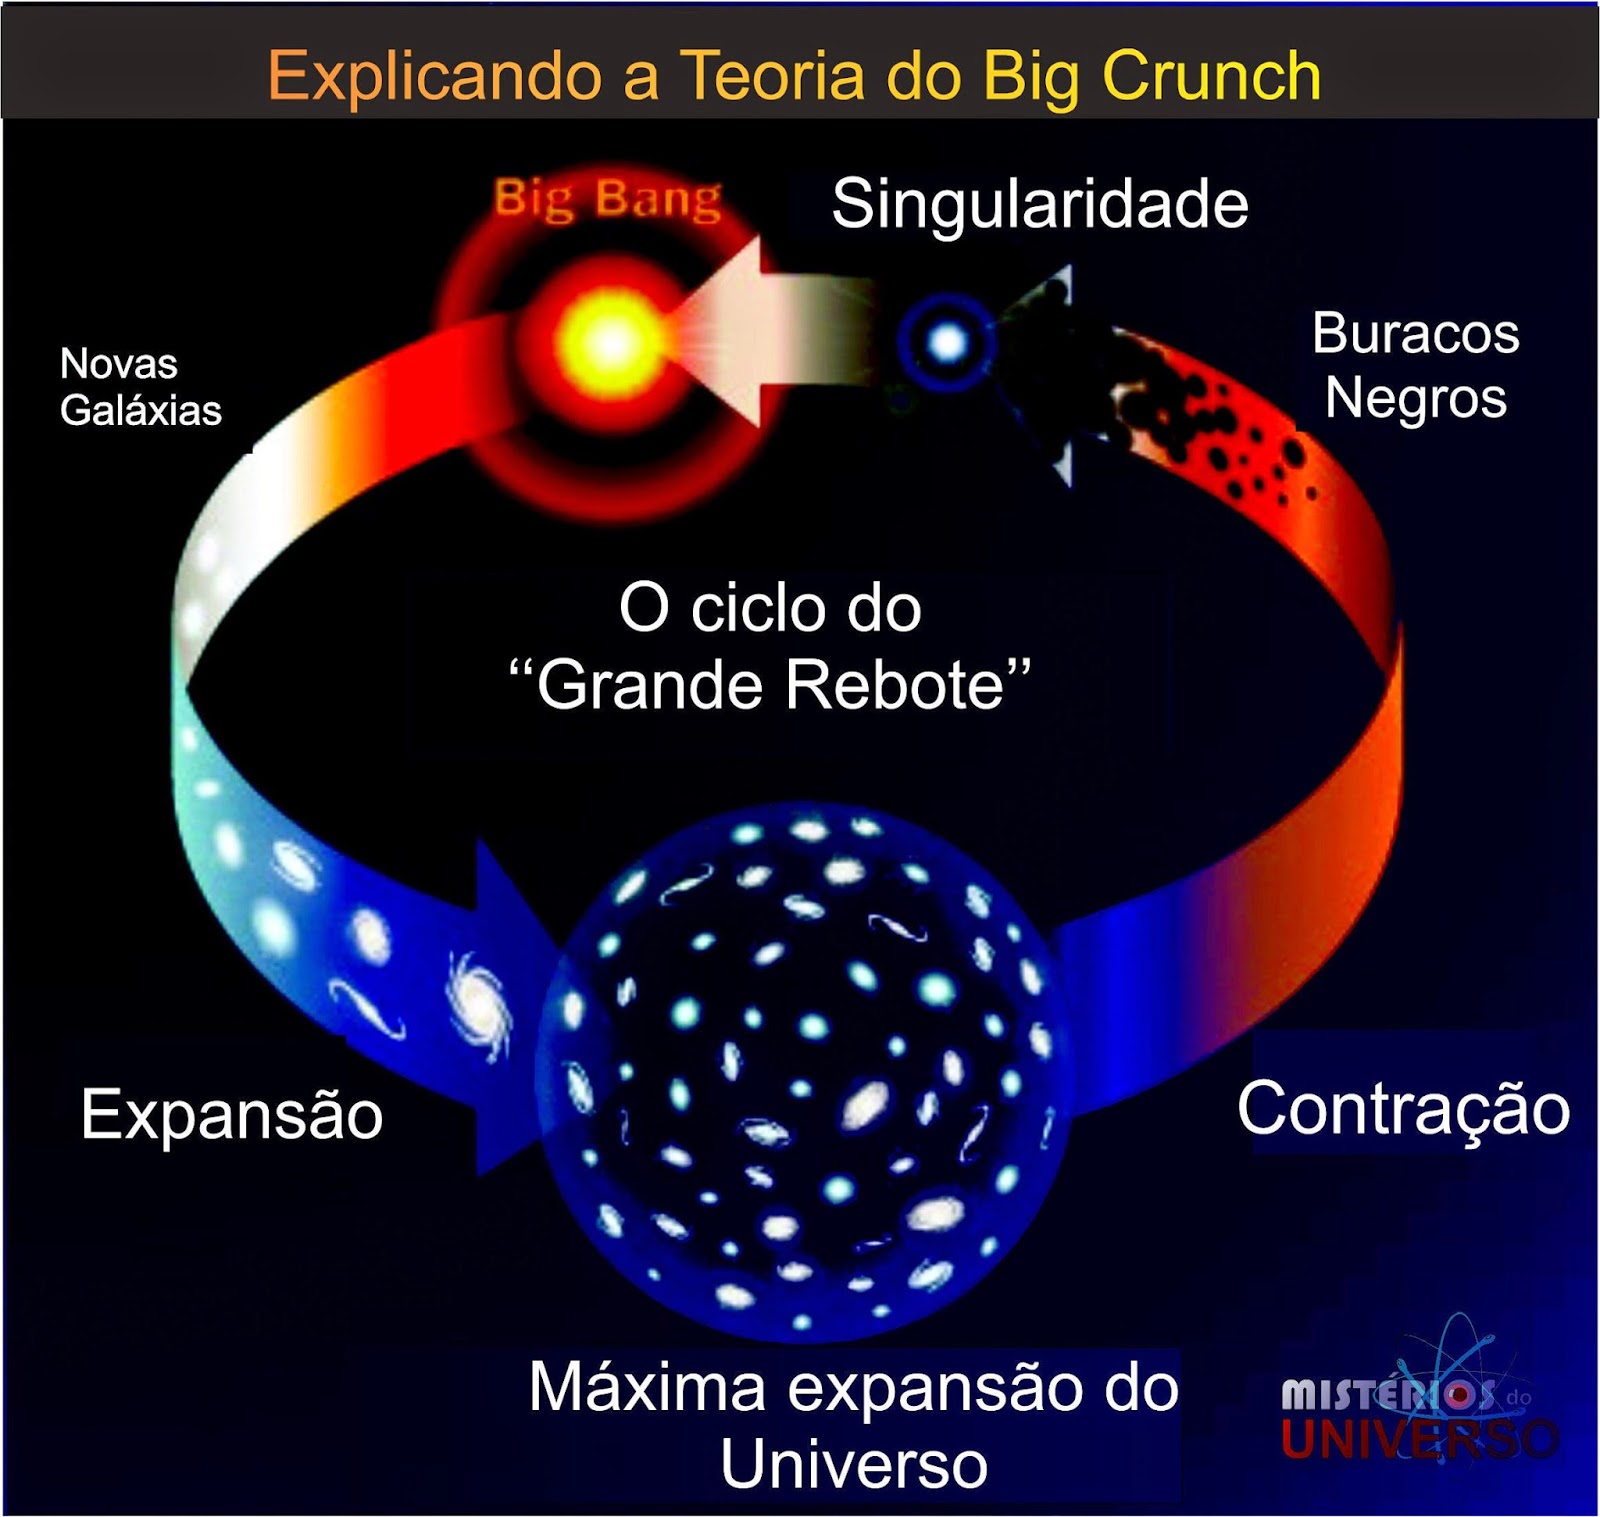 Explicando a Teoria do Big Crunch
Big Bang
Singularidade
Novas
Galáxias
Buracos
Negros
O ciclo do
“Grande Rebote”
Expansão
Contração
Máxima expansão do
Universo
MISTÉRIOS do
UNIVERSO